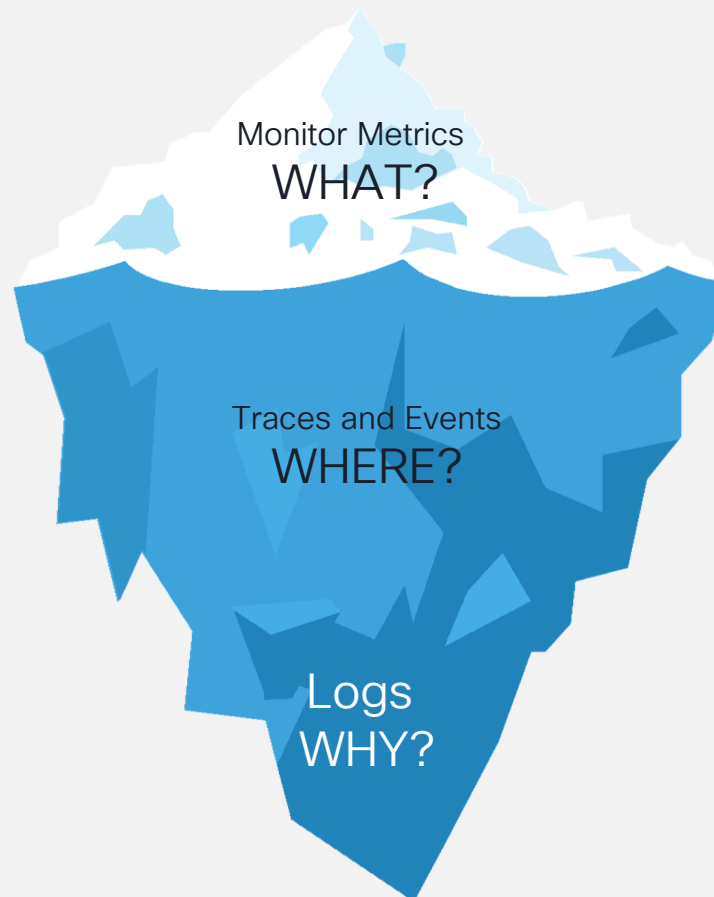 Monitor Metrics
WHAT?
Traces and Events
WHERE?
Logs
WHY?